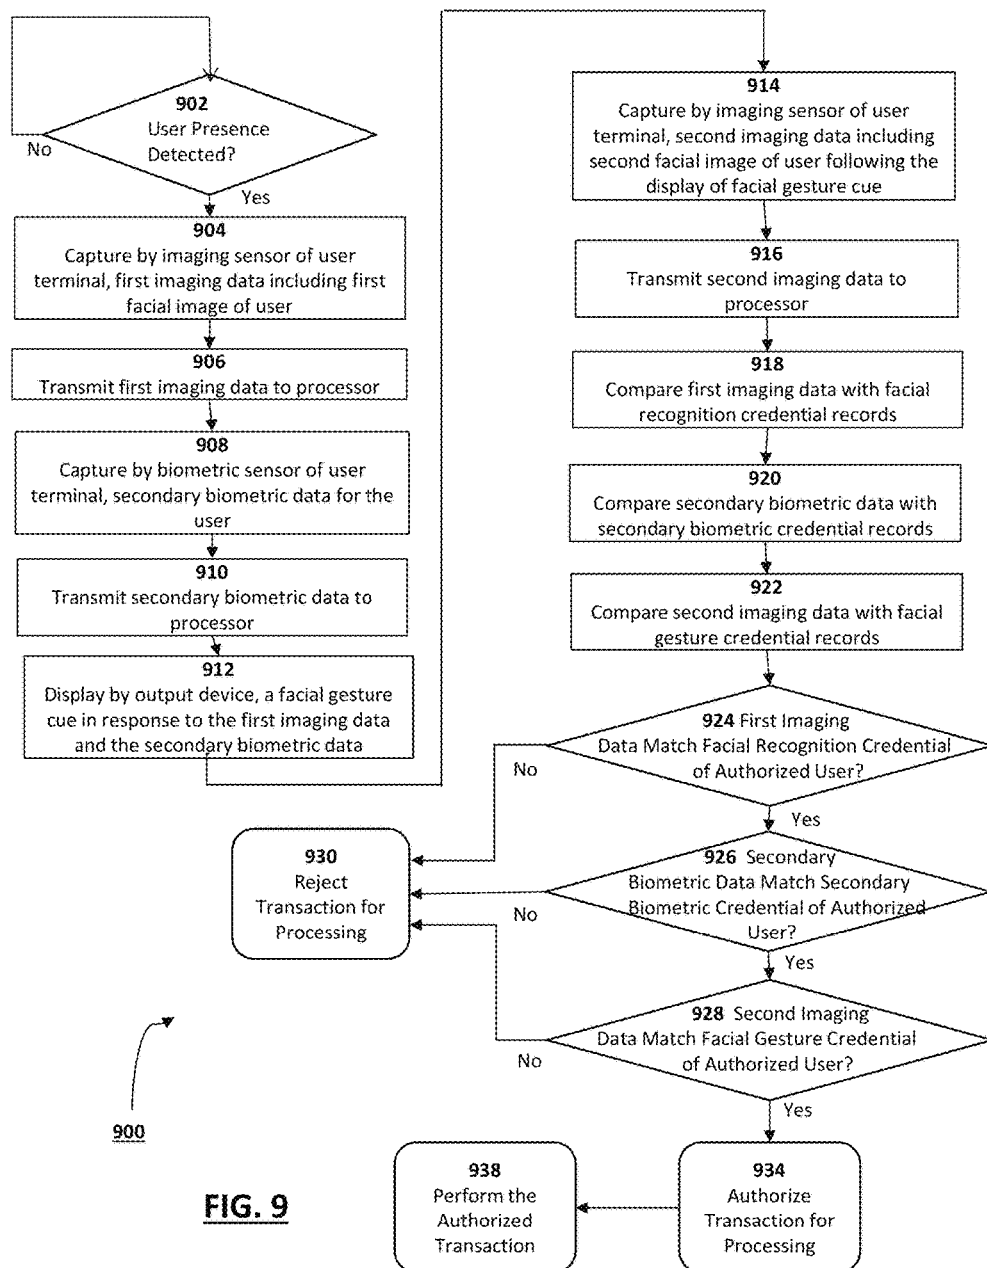 902
User Presence
Detected?
No
Yes
904
Capture by imaging sensor of user
terminal, first imaging data including first
facial image of user
906
Transmit first imaging data to processor
908
Capture by biometric sensor of user
terminal, secondary biometric data for the
user
910
Transmit secondary biometric data to
processor
912
Display by output device, a facial gesture
cue in response to the first imaging data
and the secondary biometric data
914
Capture by imaging sensor of user
terminal, second imaging data including
second facial image of user following the
display of facial gesture cue
916
Transmit second imaging data to
processor
918
Compare first imaging data with facial
recognition credential records
920
Compare secondary biometric data with
secondary biometric credential records
922
Compare second imaging data with facial
gesture credential records
924 First Imaging
Data Match Facial Recognition Credential
of Authorized User?
No
Yes
926 Secondary
Biometric Data Match Secondary
Biometric Credential of Authorized
User?
No
Yes
928 Second Imaging
Data Match Facial Gesture Credential
of Authorized User?
No
Yes
930
Reject
Transaction for
Processing
934
Authorize
Transaction for
Processing
938
Perform the
Authorized
Transaction
900
FIG. 9